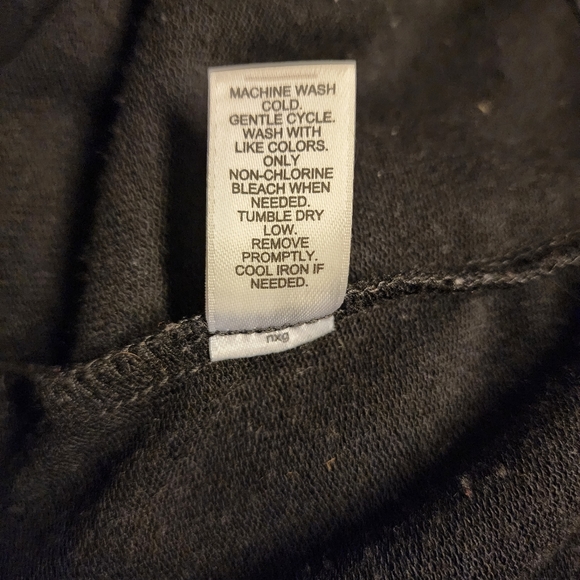 MACHINE WASH
COLD.
GENTLE CYCLE.
WASH WITH
LIKE COLORS.
ONLY
NON-CHLORINE
BLEACH WHEN
NEEDED.
TUMBLE DRY
LOW.
REMOVE
PROMPTLY.
COOL IRON IF
NEEDED.
nxg